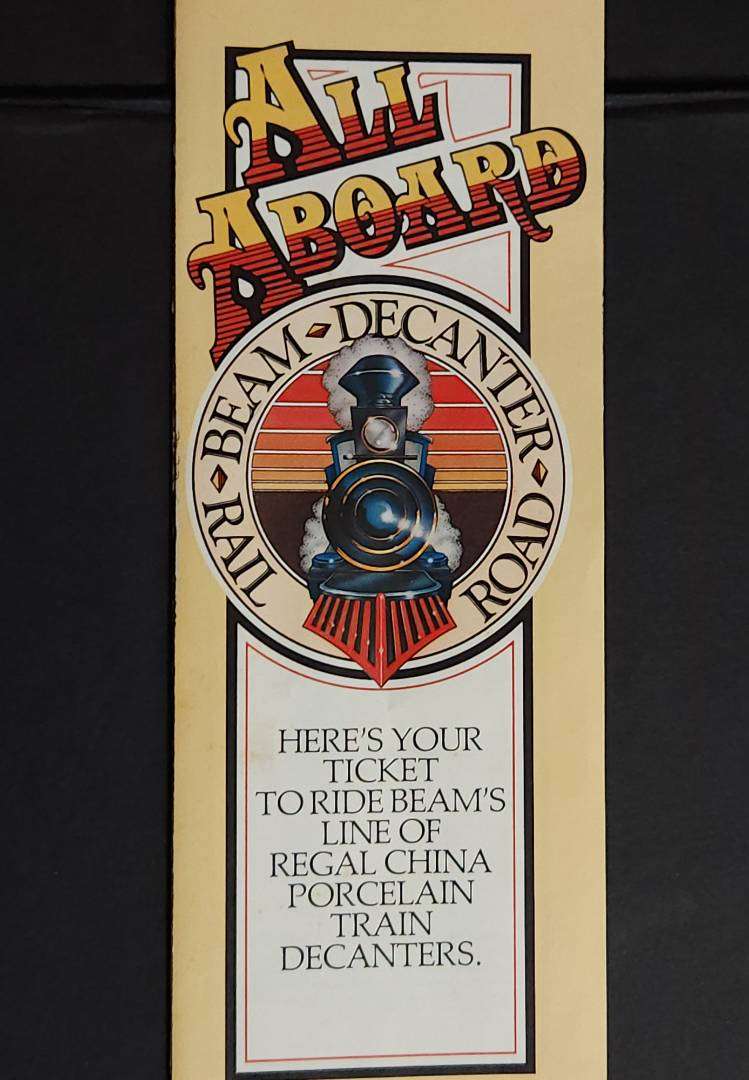 ALL
ABOARD
RAIL BEAM DECANTER ROAD
HERE'S YOUR
TICKET
TO RIDE BEAM'S
LINE OF
REGAL CHINA
PORCELAIN
TRAIN
DECANTERS.